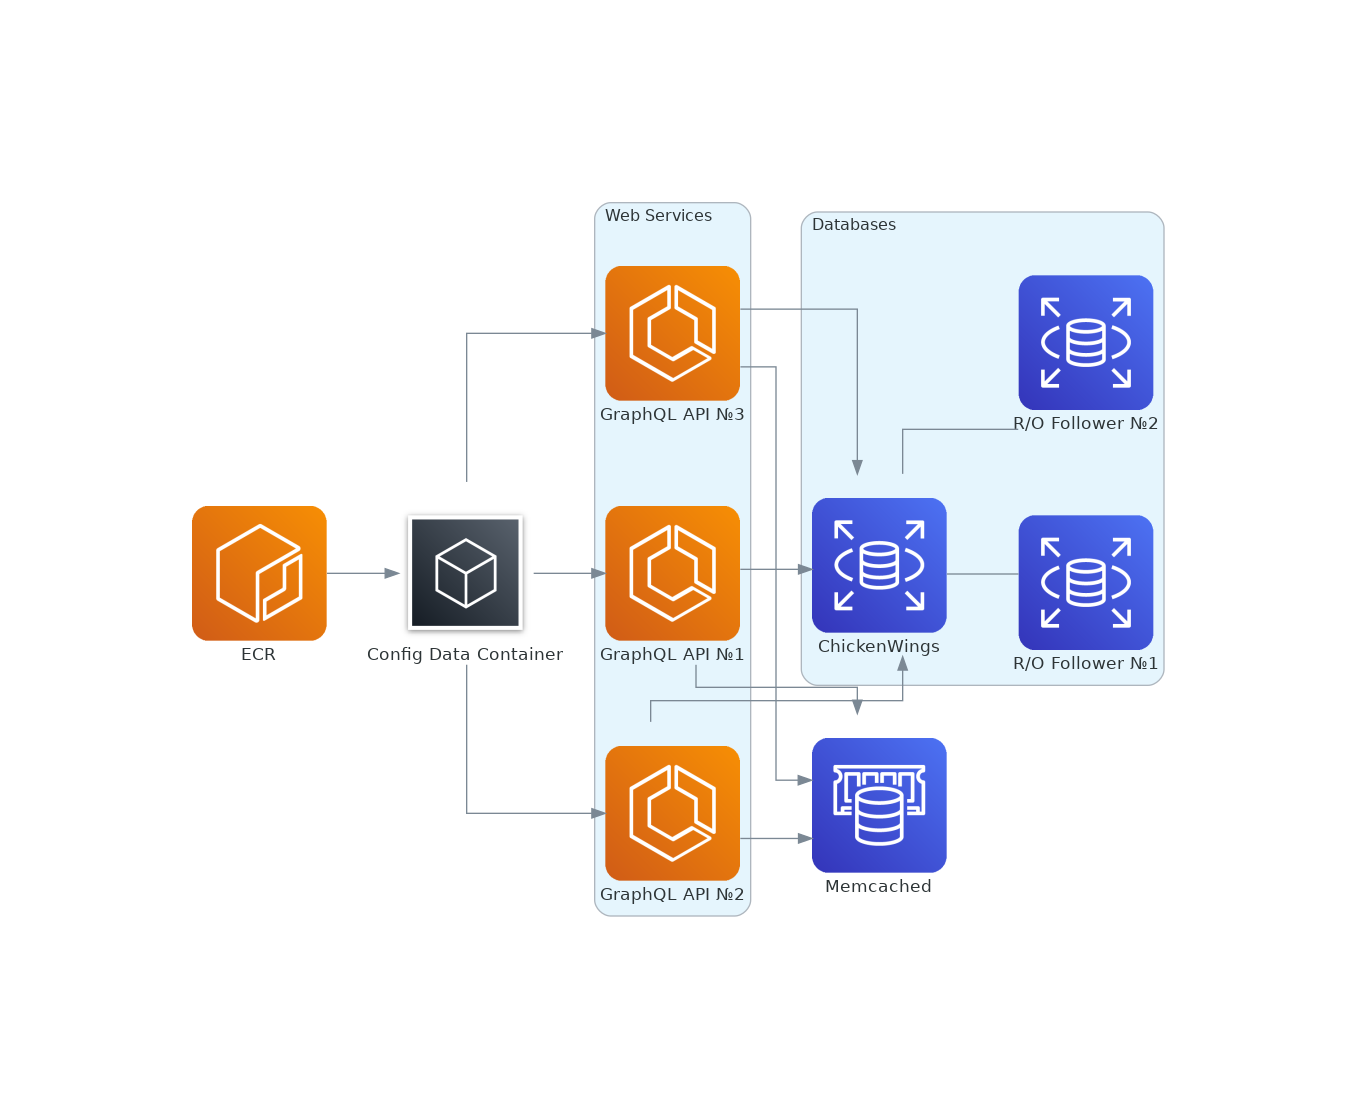 Web Services
Databases
GraphQL API №3
R/O Follower №2
ECR
Config Data Container
GraphQL API №1
ChickenWings
R/O Follower №1
GraphQL API №2
Memcached